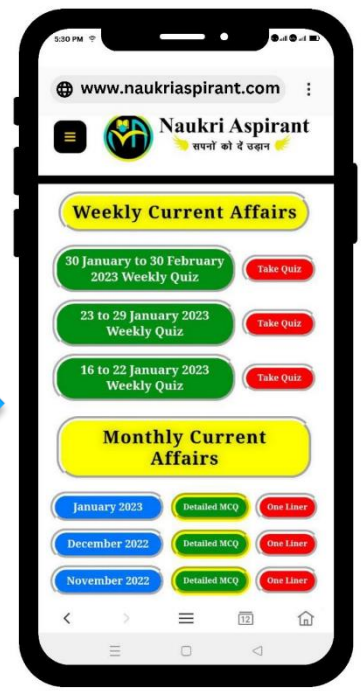 5:30 PM
www.naukriaspirant.com
Naukri Aspirant
सपनों को दें उड़ान
Weekly Current Affairs
30 January to 30 February
2023 Weekly Quiz
Take Quiz
23 to 29 January 2023
Weekly Quiz
Take Quiz
16 to 22 January 2023
Weekly Quiz
Take Quiz
Monthly Current
Affairs
January 2023
Detailed MCQ
One Liner
December 2022
Detailed MCQ
One Liner
November 2022
Detailed MCQ
One Liner
12